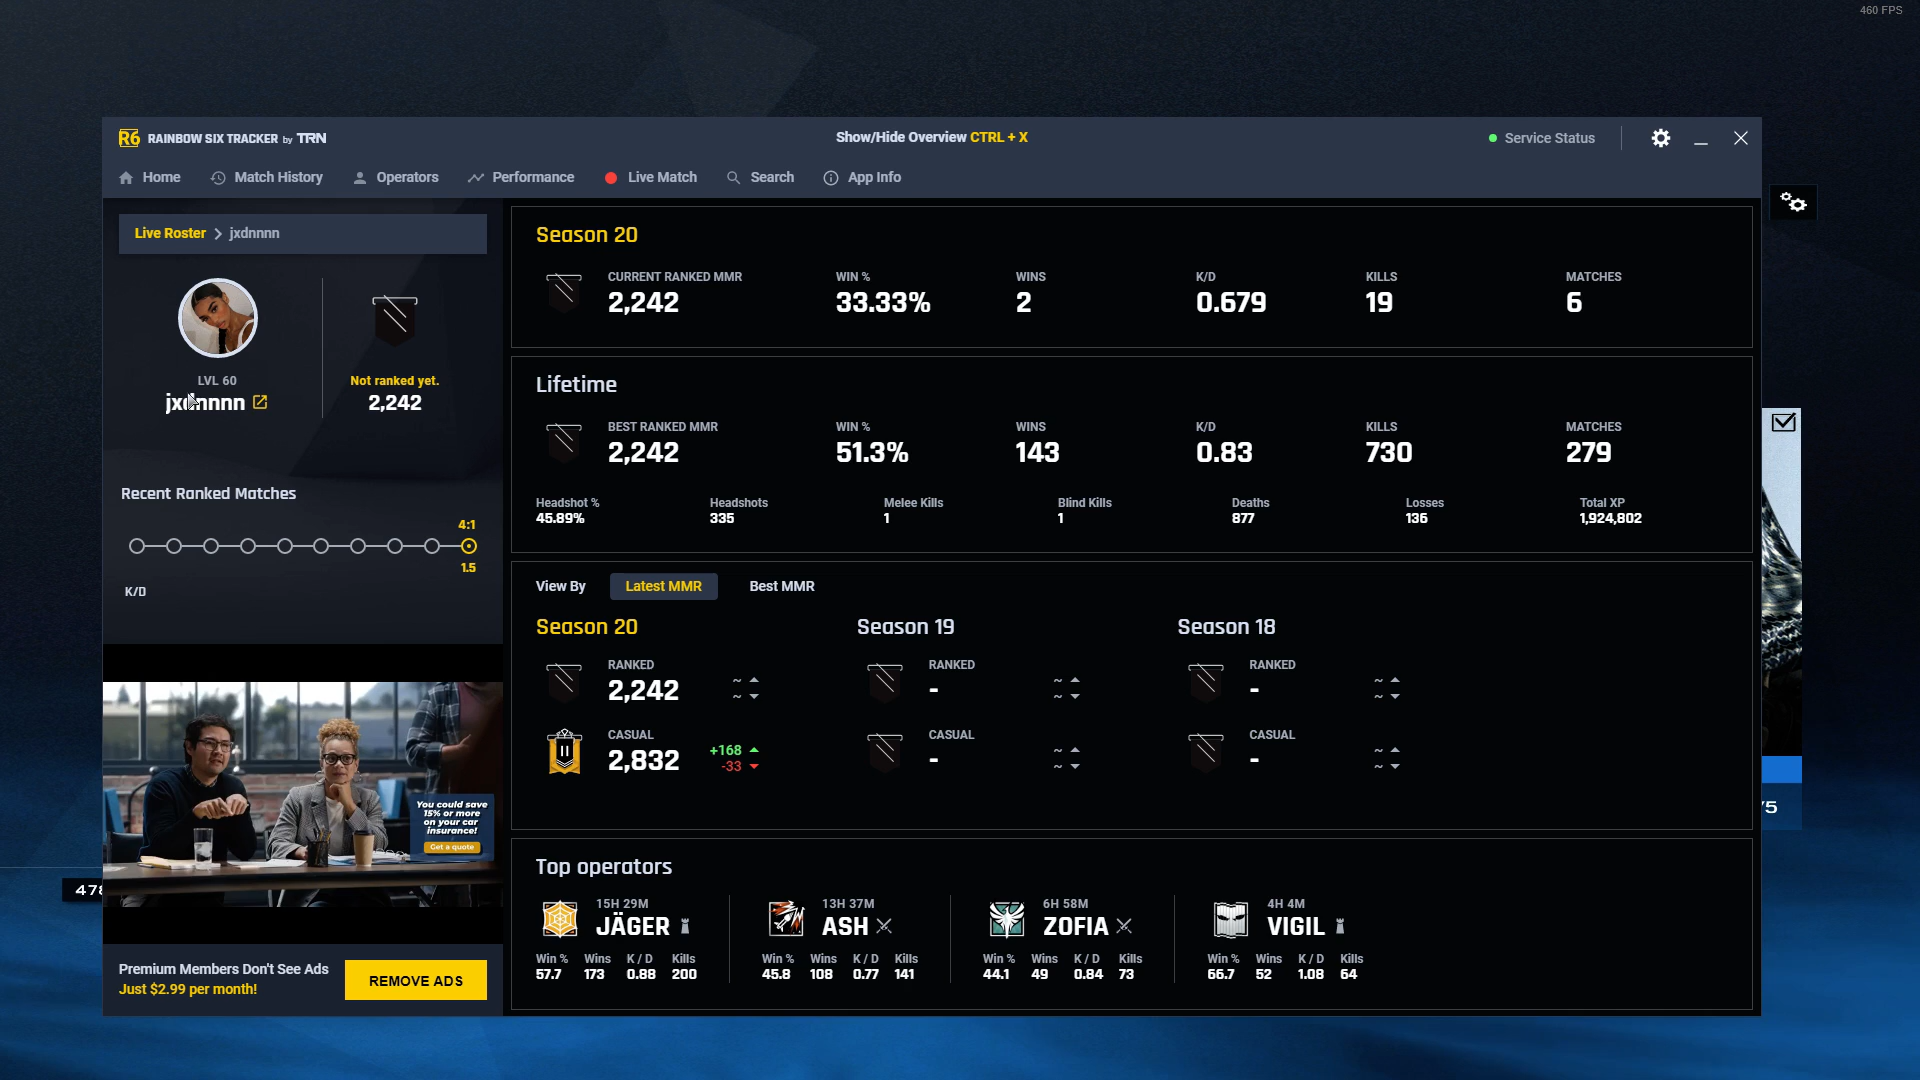 460 FPS
R6 RAINBOW SIX TRACKER by TRN
Show/Hide Overview CTRL + X
Service Status
Home
Match History
Operators
Performance
Live Match
Search
App Info
Live Roster > jxdnnnn
LVL 60
Not ranked yet.
2,242
Recent Ranked Matches
4:1
1.5
K/D
You could save
15% or more
on your car
insurance!
Get a quote
Premium Members Don't See Ads
Just $2.99 per month!
REMOVE ADS
Season 20
CURRENT RANKED MMR WIN % WINS K/D KILLS MATCHES
2,242 33.33% 2 0.679 19 6
Lifetime
BEST RANKED MMR WIN % WINS K/D KILLS MATCHES
2,242 51.3% 143 0.83 730 279
Headshot % Headshots Melee Kills Blind Kills Deaths Losses Total XP
45.89% 335 1 1 877 136 1,924,802
View By Latest MMR Best MMR
Season 20 Season 19 Season 18
RANKED RANKED RANKED
2,242 ~ - ~ - ~
~ ~ ~
CASUAL CASUAL CASUAL
II 2,832 +168 - ~ - ~
-33 ~ ~
Top operators
15H 29M 13H 37M 6H 58M 4H 4M
JÄGER ASH ZOFIA VIGIL
Win % Wins K / D Kills Win % Wins K / D Kills Win % Wins K / D Kills Win % Wins K / D Kills
57.7 173 0.88 200 45.8 108 0.77 141 44.1 49 0.84 73 66.7 52 1.08 64